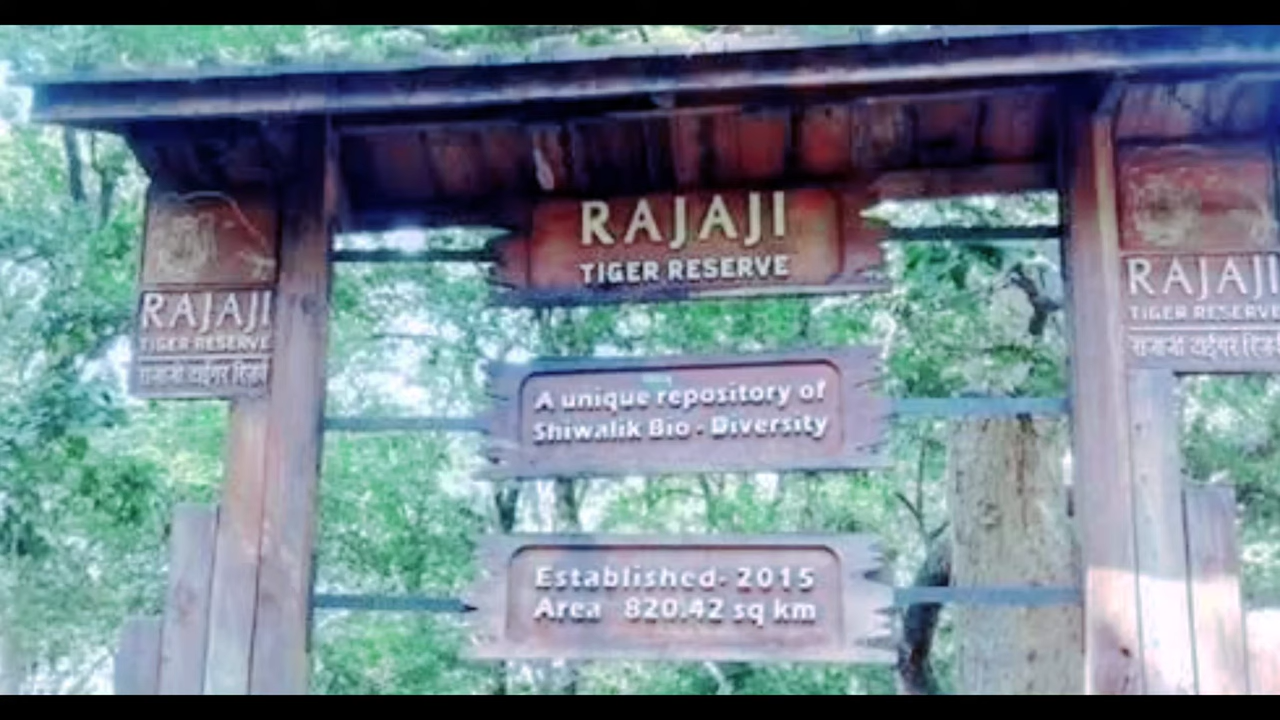 RAJAJI
TIGER RESERVE
A unique repository of
Shiwalik Bio - Diversity
Established- 2015
Area 820.42 sq km
RAJAJI
TIGER RESERVE
राजाजी टाईगर रिज़र्व
RAJAJI
TIGER RESERVE
राजाजी टाईगर